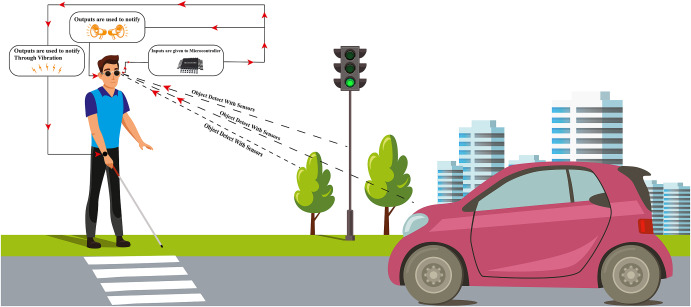 Outputs are used to notify
Outputs are used to notify
Through Vibration
Inputs are given to Microcontroller
Object Detect With Sensors
Object Detect With Sensors
Object Detect With Sensors